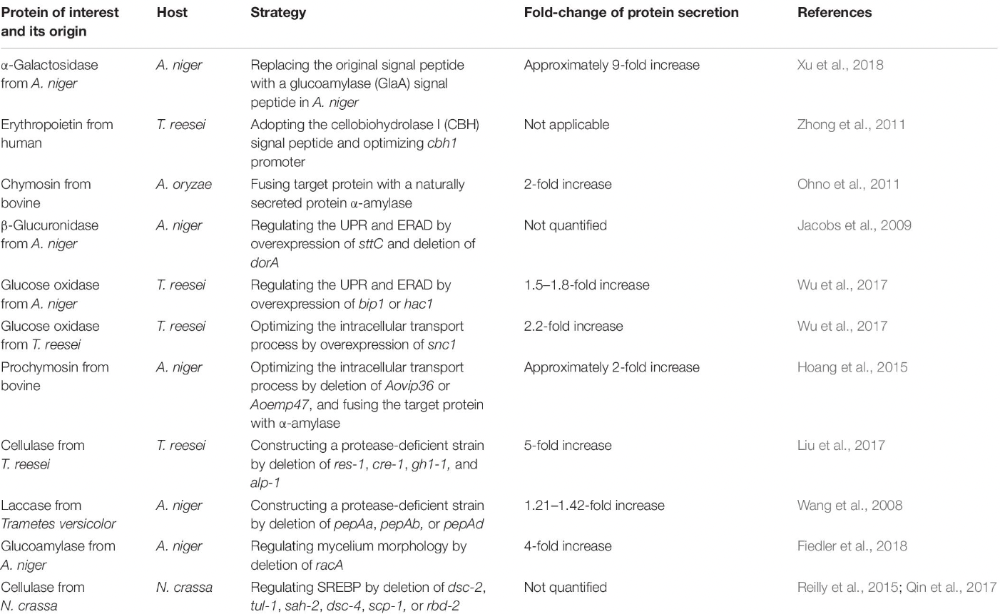 Protein of interest and its origin | Host | Strategy | Fold-change of protein secretion | References
α-Galactosidase from A. niger | A. niger | Replacing the original signal peptide with a glucoamylase (GlaA) signal peptide in A. niger | Approximately 9-fold increase | Xu et al., 2018
Erythropoietin from human | T. reesei | Adopting the cellobiohydrolase I (CBH) signal peptide and optimizing cbh1 promoter | Not applicable | Zhong et al., 2011
Chymosin from bovine | A. oryzae | Fusing target protein with a naturally secreted protein α-amylase | 2-fold increase | Ohno et al., 2011
β-Glucuronidase from A. niger | A. niger | Regulating the UPR and ERAD by overexpression of sttC and deletion of dorA | Not quantified | Jacobs et al., 2009
Glucose oxidase from A. niger | T. reesei | Regulating the UPR and ERAD by overexpression of bip1 or hac1 | 1.5–1.8-fold increase | Wu et al., 2017
Glucose oxidase from T. reesei | T. reesei | Optimizing the intracellular transport process by overexpression of snc1 | 2.2-fold increase | Wu et al., 2017
Prochymosin from bovine | A. niger | Optimizing the intracellular transport process by deletion of Aovip36 or Aoemp47, and fusing the target protein with α-amylase | Approximately 2-fold increase | Hoang et al., 2015
Cellulase from T. reesei | T. reesei | Constructing a protease-deficient strain by deletion of res-1, cre-1, gh1-1, and alp-1 | 5-fold increase | Liu et al., 2017
Laccase from Trametes versicolor | A. niger | Constructing a protease-deficient strain by deletion of pepAa, pepAb, or pepAd | 1.21–1.42-fold increase | Wang et al., 2008
Glucoamylase from A. niger | A. niger | Regulating mycelium morphology by deletion of racA | 4-fold increase | Fiedler et al., 2018
Cellulase from N. crassa | N. crassa | Regulating SREBP by deletion of dsc-2, tul-1, sah-2, dsc-4, scp-1, or rbd-2 | Not quantified | Reilly et al., 2015; Qin et al., 2017